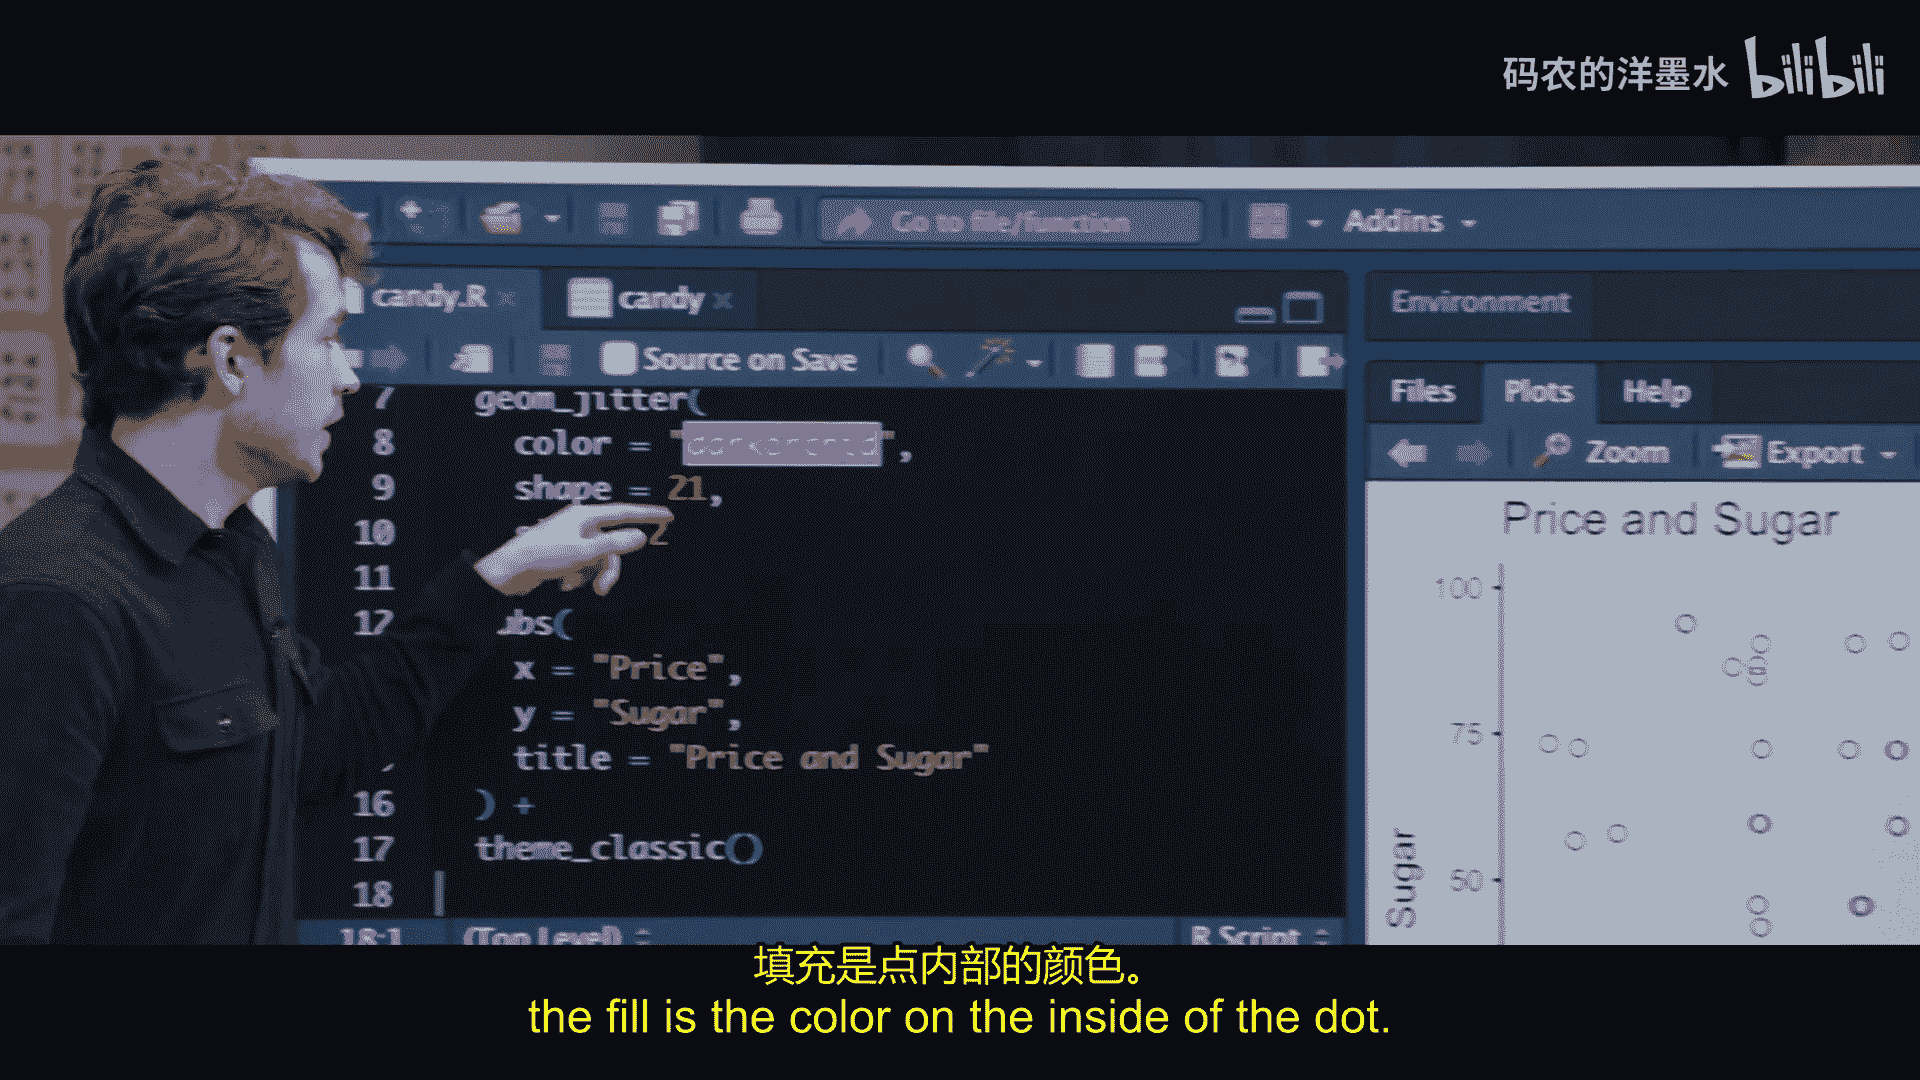 码农的洋墨水 bilibili
Go to file/function
Addins
candy.R
candy
Environment
Source on Save
Files Plots Help
Zoom Export
7 geom_jitter(
8 color = "darkorchid",
9 shape = 21,
10 2
11
12 abs(
x = "Price",
y = "Sugar",
title = "Price and Sugar"
16 ) +
17 theme_classic()
18
18:1 (Top Level) R Script
Price and Sugar
100
75
50
Sugar
填充是点内部的颜色。
the fill is the color on the inside of the dot.